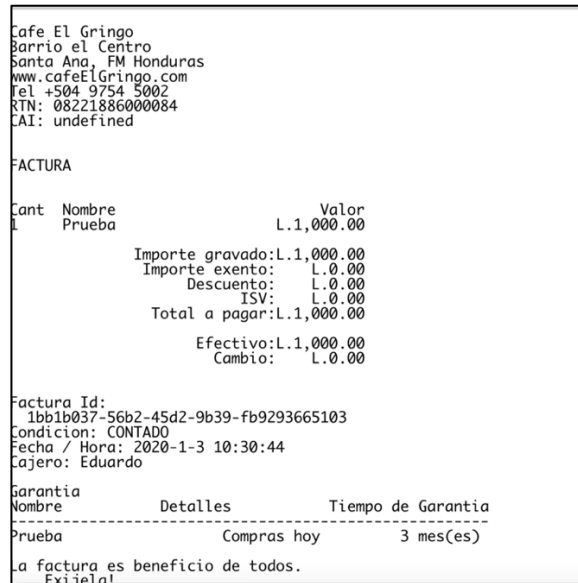 Cafe El Gringo
Barrio el Centro
Santa Ana, FM Honduras
www.cafeElGringo.com
Tel +504 9754 5002
RTN: 08221886000084
CAI: undefined
FACTURA
Cant Nombre Valor
1 Prueba L.1,000.00
Importe gravado:L.1,000.00
Importe exento: L.0.00
Descuento: L.0.00
ISV: L.0.00
Total a pagar:L.1,000.00
Efectivo:L.1,000.00
Cambio: L.0.00
Factura Id:
1bb1b037-56b2-45d2-9b39-fb9293665103
Condicion: CONTADO
Fecha / Hora: 2020-1-3 10:30:44
Cajero: Eduardo
Garantia
Nombre Detalles Tiempo de Garantia
--------------------------------------------------------
Prueba Compras hoy 3 mes(es)
La factura es beneficio de todos.
Exijela!